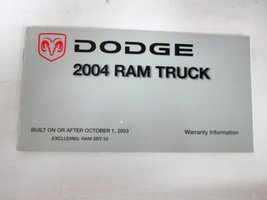 DODGE
2004 RAM TRUCK
BUILT ON OR AFTER OCTOBER 1, 2003
Warranty Information
EXCLUDING: RAM SRT-10